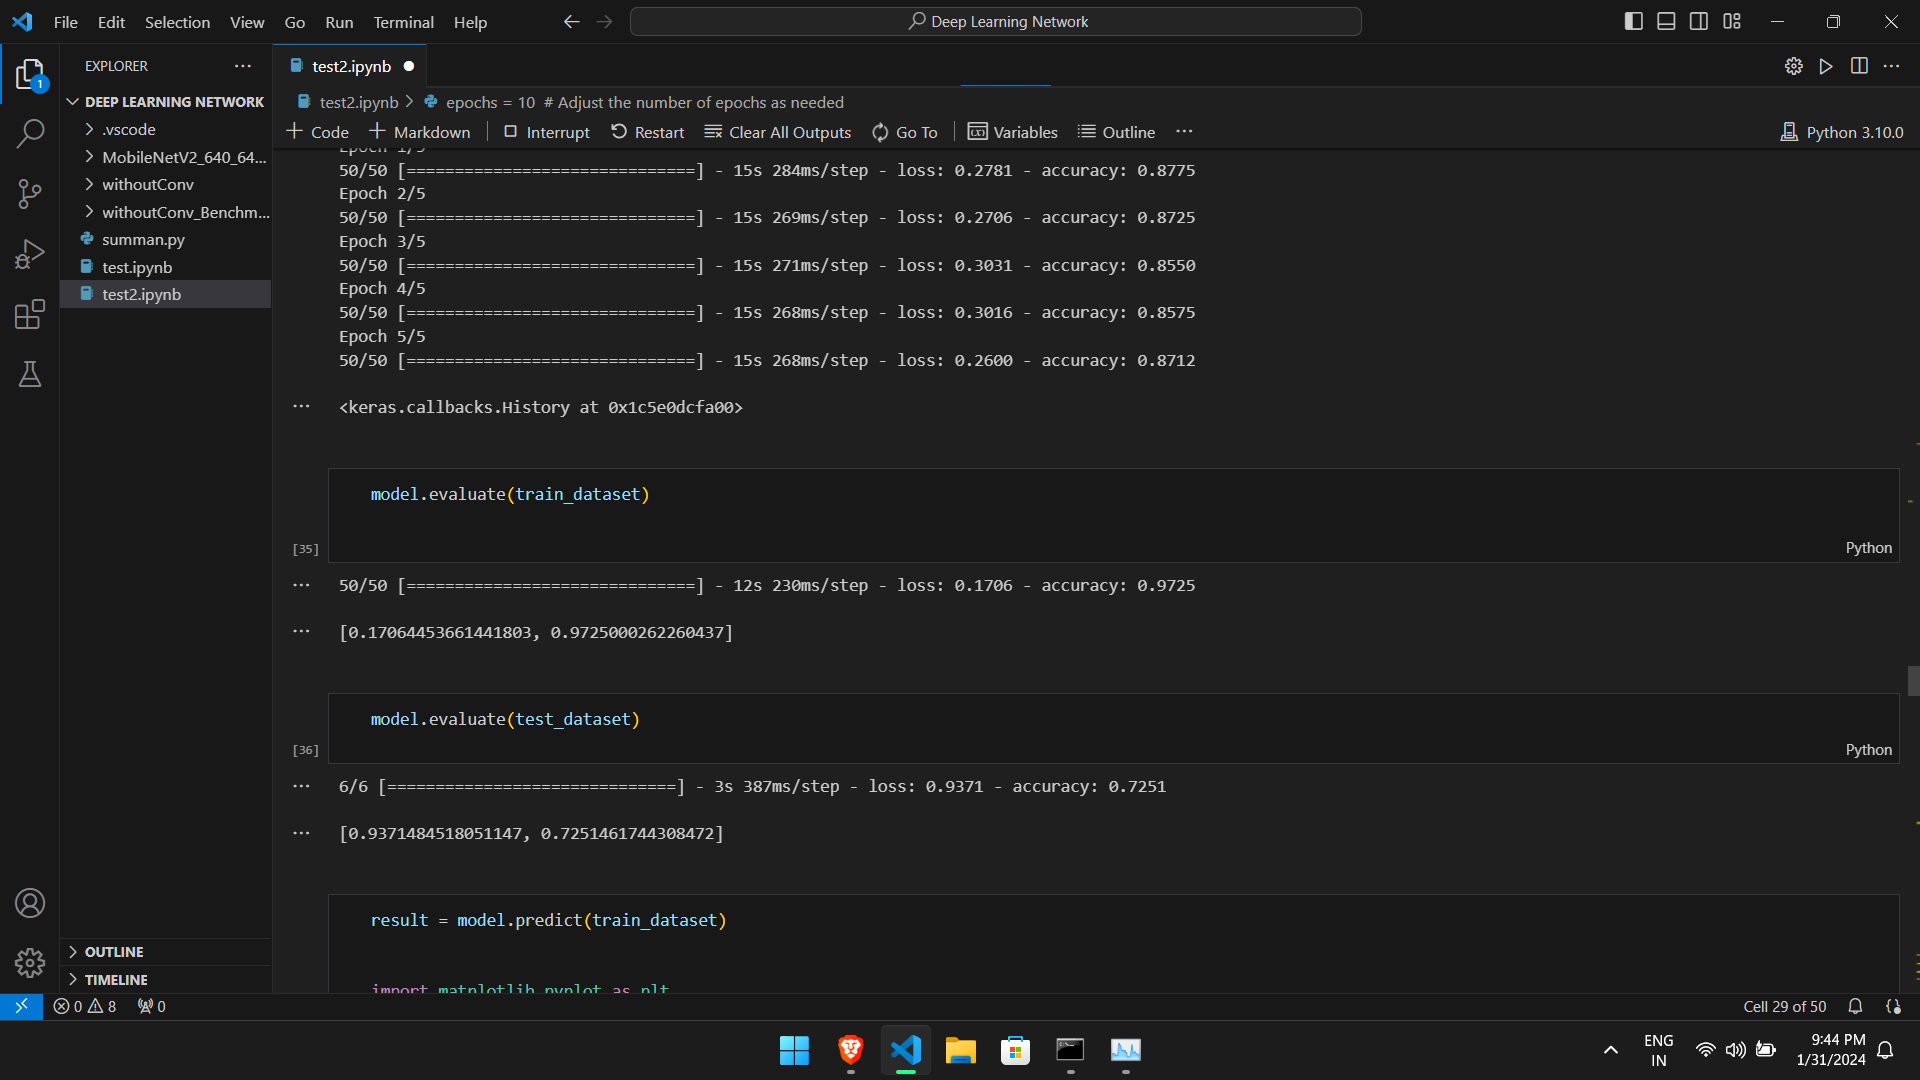 File Edit Selection View Go Run Terminal Help
Deep Learning Network
EXPLORER
1
DEEP LEARNING NETWORK
.vscode
MobileNetV2_640_64...
withoutConv
withoutConv_Benchm...
summan.py
test.ipynb
test2.ipynb
OUTLINE
TIMELINE
test2.ipynb
test2.ipynb > epochs = 10 # Adjust the number of epochs as needed
+ Code + Markdown | Interrupt Restart Clear All Outputs Go To | Variables Outline ...
Python 3.10.0
Epoch 1/5
50/50 [==============================] - 15s 284ms/step - loss: 0.2781 - accuracy: 0.8775
Epoch 2/5
50/50 [==============================] - 15s 269ms/step - loss: 0.2706 - accuracy: 0.8725
Epoch 3/5
50/50 [==============================] - 15s 271ms/step - loss: 0.3031 - accuracy: 0.8550
Epoch 4/5
50/50 [==============================] - 15s 268ms/step - loss: 0.3016 - accuracy: 0.8575
Epoch 5/5
50/50 [==============================] - 15s 268ms/step - loss: 0.2600 - accuracy: 0.8712
... <keras.callbacks.History at 0x1c5e0dcfa00>
model.evaluate(train_dataset)
[35]
Python
... 50/50 [==============================] - 12s 230ms/step - loss: 0.1706 - accuracy: 0.9725
... [0.17064453661441803, 0.9725000262260437]
model.evaluate(test_dataset)
[36]
Python
... 6/6 [==============================] - 3s 387ms/step - loss: 0.9371 - accuracy: 0.7251
... [0.9371484518051147, 0.7251461744308472]
result = model.predict(train_dataset)
import matplotlib.pyplot as plt
0 8 0
Cell 29 of 50
ENG
IN
9:44 PM
1/31/2024